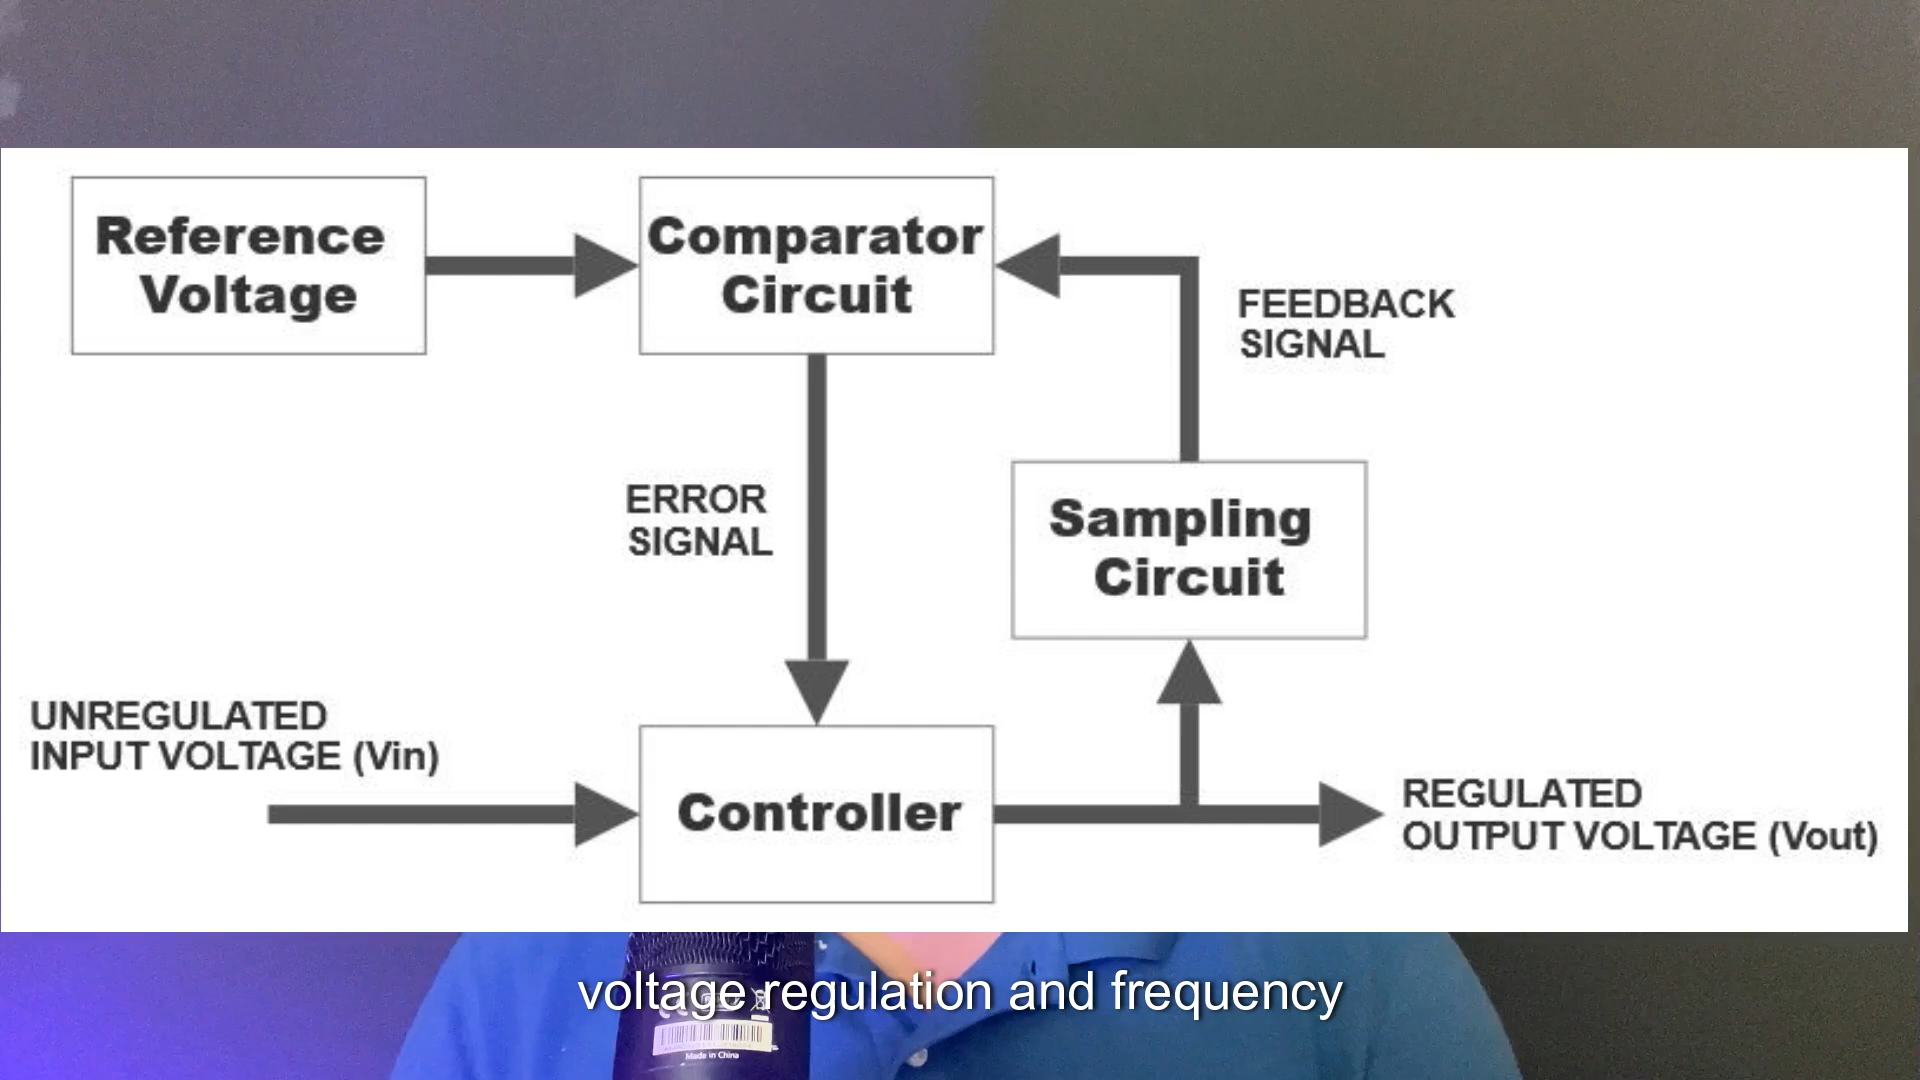 Reference
Voltage
Comparator
Circuit
FEEDBACK
SIGNAL
ERROR
SIGNAL
Sampling
Circuit
UNREGULATED
INPUT VOLTAGE (Vin)
Controller
REGULATED
OUTPUT VOLTAGE (Vout)
voltage regulation and frequency
Made in China